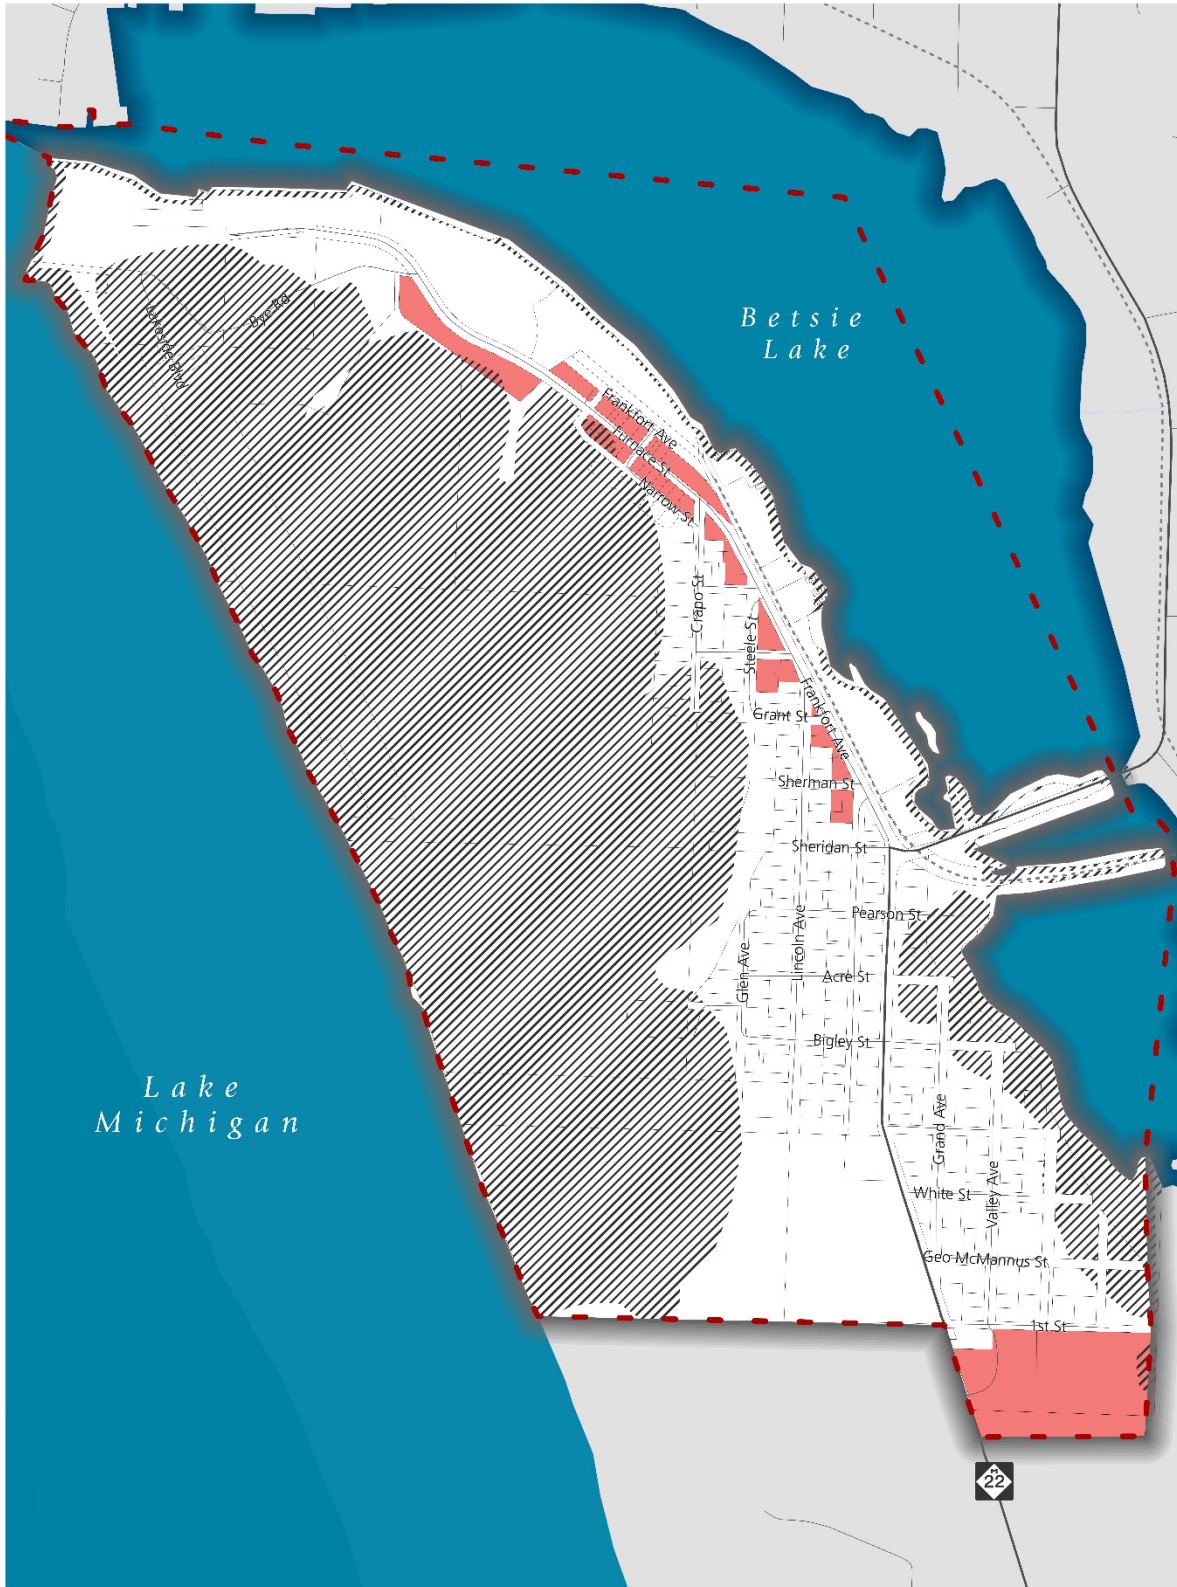 Betsie
Lake
Bye Rd
Lakeside Blvd
Frankfort Ave
Furnace St
Narrow St
Crapo St
Steele St
Frankfort Ave
Grant St
Sherman St
Sheridan St
Pearson St
Lincoln Ave
Glen Ave
Acre St
Bigley St
Lake
Michigan
Grand Ave
Valley Ave
White St
Geo McMannus St
1st St
M
22